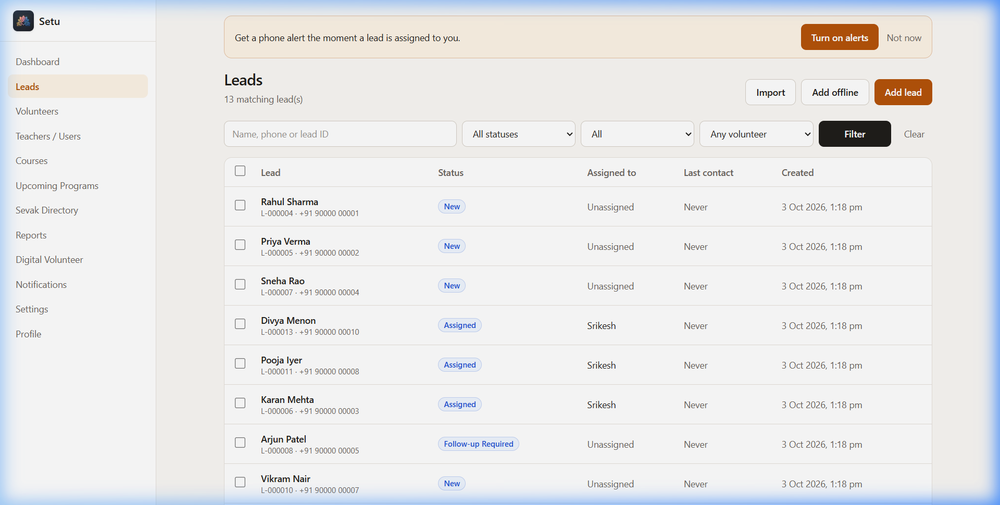 Setu
Dashboard
Leads
Volunteers
Teachers / Users
Courses
Upcoming Programs
Sevak Directory
Reports
Digital Volunteer
Notifications
Settings
Profile
Get a phone alert the moment a lead is assigned to you.
Turn on alerts
Not now
Leads
13 matching lead(s)
Import
Add offline
Add lead
Name, phone or lead ID
All statuses
All
Any volunteer
Filter
Clear
Lead Status Assigned to Last contact Created
Rahul Sharma
L-000004 · +91 90000 00001
New Unassigned Never 3 Oct 2026, 1:18 pm
Priya Verma
L-000005 · +91 90000 00002
New Unassigned Never 3 Oct 2026, 1:18 pm
Sneha Rao
L-000007 · +91 90000 00004
New Unassigned Never 3 Oct 2026, 1:18 pm
Divya Menon
L-000013 · +91 90000 00010
Assigned Srikesh Never 3 Oct 2026, 1:18 pm
Pooja Iyer
L-000011 · +91 90000 00008
Assigned Srikesh Never 3 Oct 2026, 1:18 pm
Karan Mehta
L-000006 · +91 90000 00003
Assigned Srikesh Never 3 Oct 2026, 1:18 pm
Arjun Patel
L-000008 · +91 90000 00005
Follow-up Required Unassigned Never 3 Oct 2026, 1:18 pm
Vikram Nair
L-000010 · +91 90000 00007
New Unassigned Never 3 Oct 2026, 1:18 pm